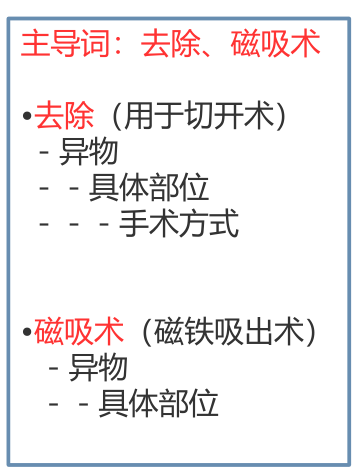 主导词：去除、磁吸术
•去除（用于切开术）
- 异物
- - 具体部位
- - - 手术方式
•磁吸术（磁铁吸出术）
- 异物
- - 具体部位